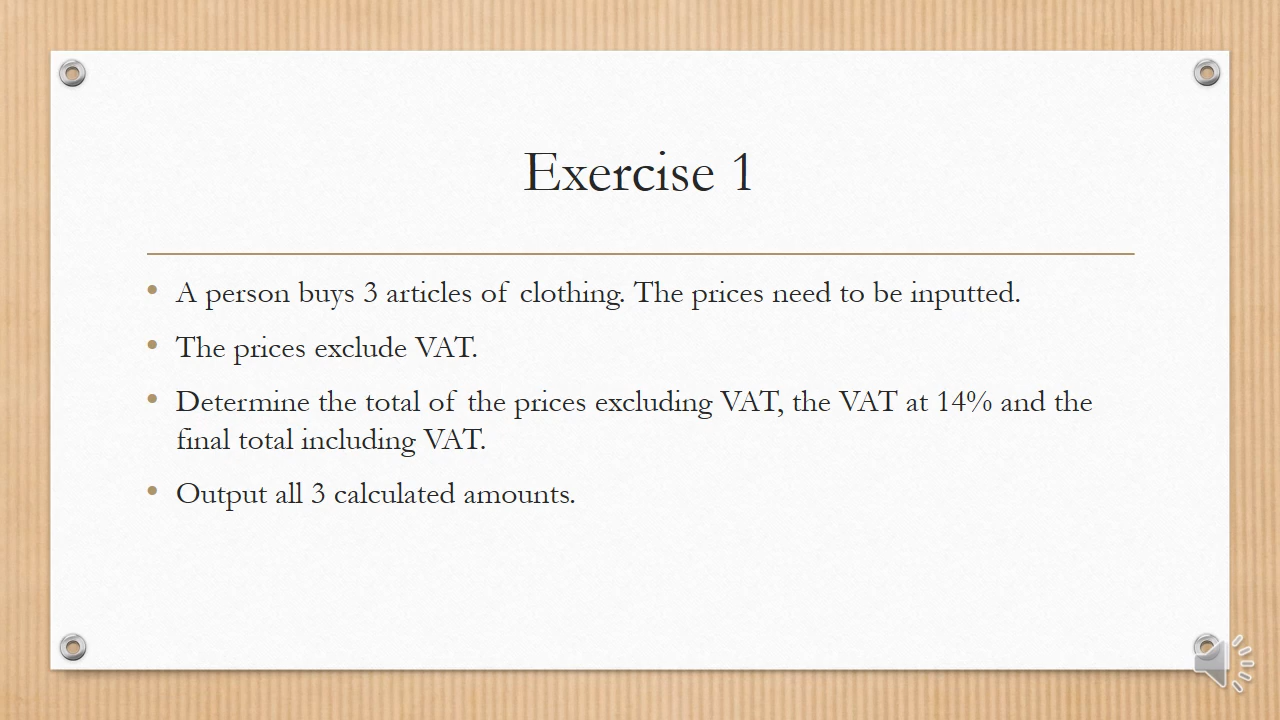 Exercise 1
• A person buys 3 articles of clothing. The prices need to be inputted.
• The prices exclude VAT.
• Determine the total of the prices excluding VAT, the VAT at 14% and the
final total including VAT.
• Output all 3 calculated amounts.